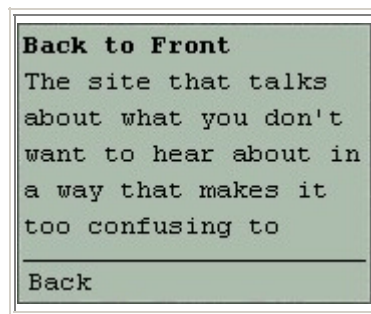 Back to Front
The site that talks
about what you don't
want to hear about in
a way that makes it
too confusing to
Back